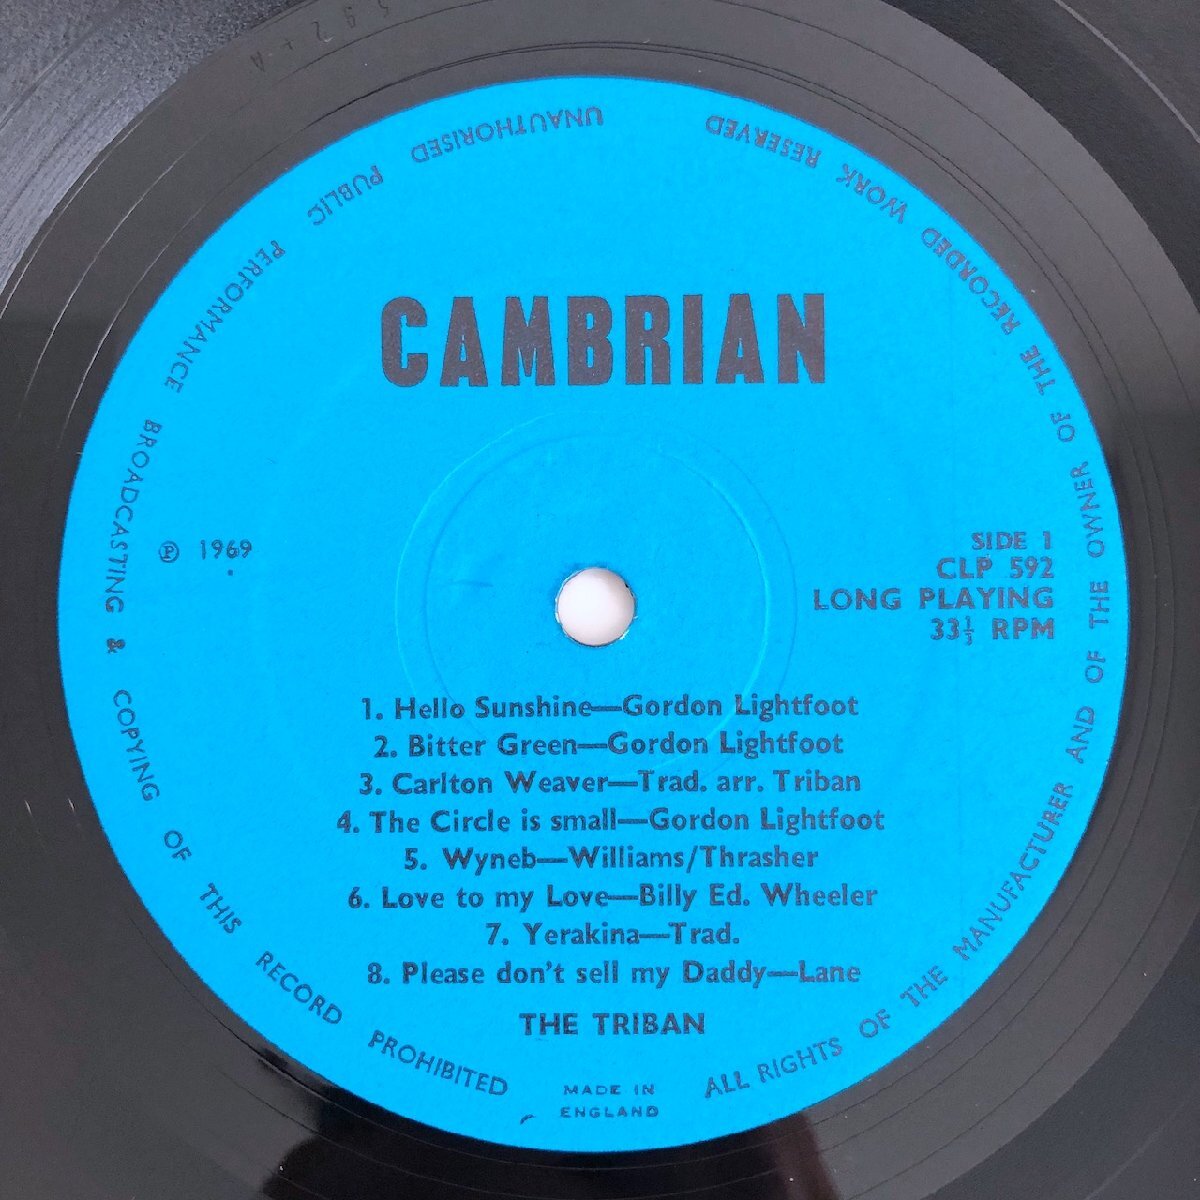 CAMBRIAN
℗ 1969
SIDE 1
CLP 592
LONG PLAYING
33⅓ RPM
1. Hello Sunshine—Gordon Lightfoot
2. Bitter Green—Gordon Lightfoot
3. Carlton Weaver—Trad. arr. Triban
4. The Circle is small—Gordon Lightfoot
5. Wyneb—Williams/Thrasher
6. Love to my Love—Billy Ed. Wheeler
7. Yerakina—Trad.
8. Please don't sell my Daddy—Lane
THE TRIBAN
MADE IN
ENGLAND
ALL RIGHTS OF THE MANUFACTURER AND OF THE OWNER OF THE RECORDED WORK RESERVED
UNAUTHORISED PUBLIC PERFORMANCE BROADCASTING & COPYING OF THIS RECORD PROHIBITED